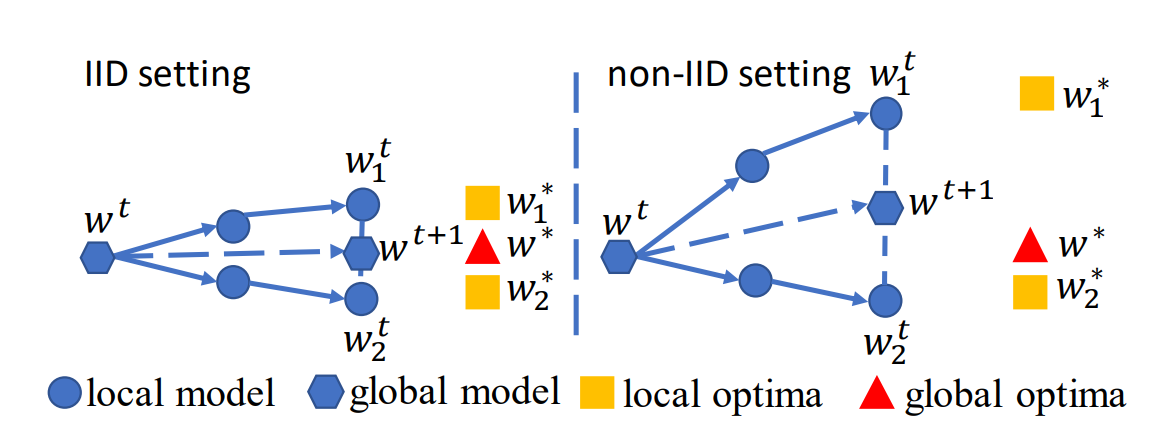 IID setting
w^t
w_1^t
w^{t+1}
w_2^t
w_1^*
w^*
w_2^*
non-IID setting
w^t
w_1^t
w^{t+1}
w_2^t
w_1^*
w^*
w_2^*
local model
global model
local optima
global optima